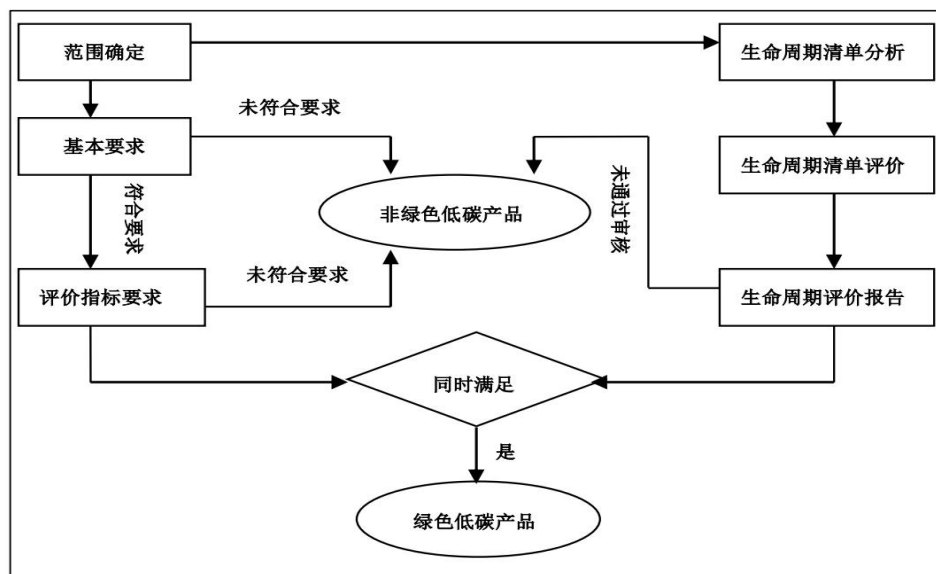 范围确定
生命周期清单分析
未符合要求
基本要求
生命周期清单评价
符合要求
非绿色低碳产品
未通过审核
评价指标要求
未符合要求
生命周期评价报告
同时满足
是
绿色低碳产品